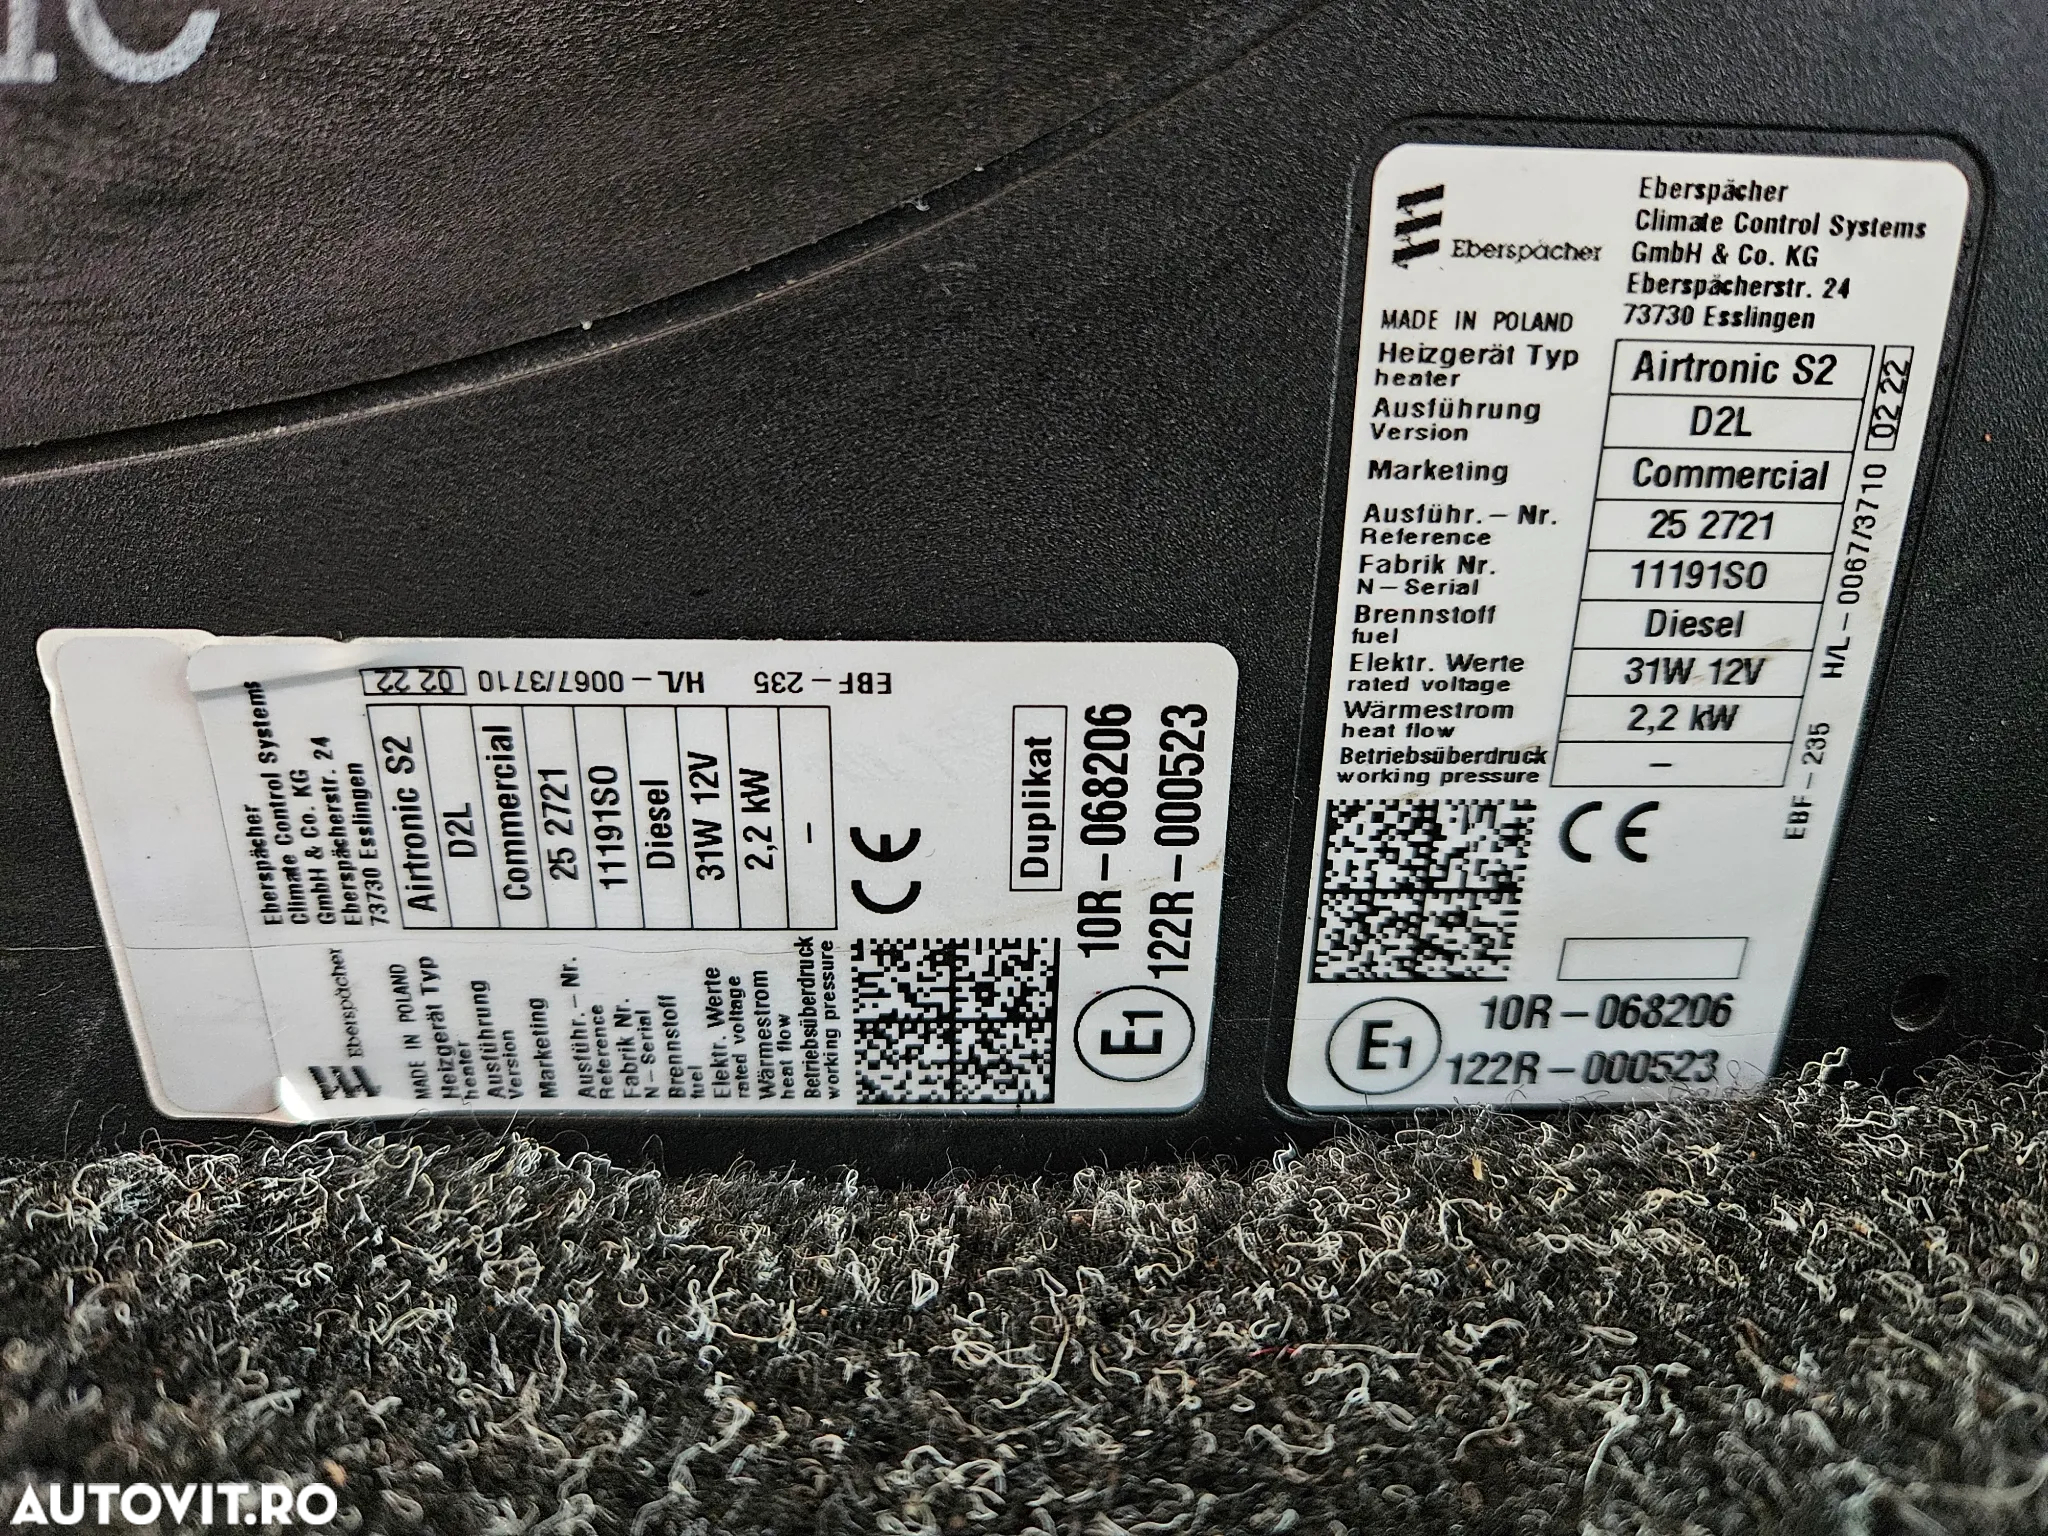 IC
Eberspächer
Eberspächer
Climate Control Systems
GmbH & Co. KG
Eberspächerstr. 24
73730 Esslingen
MADE IN POLAND
Heizgerät Typ
heater
Airtronic S2
Ausführung
Version
D2L
Marketing
Commercial
Ausführ.-Nr.
Reference
25 2721
Fabrik Nr.
N-Serial
11191S0
Brennstoff
fuel
Diesel
Elektr. Werte
rated voltage
31W 12V
Wärmestrom
heat flow
2,2 kW
Betriebsüberdruck
working pressure
–
EBF-235 H/L-0067/3710 02 22
CE
E1
10R-068206
122R-000523
Eberspächer
Eberspächer
Climate Control Systems
GmbH & Co. KG
Eberspächerstr. 24
73730 Esslingen
MADE IN POLAND
Heizgerät Typ
heater
Airtronic S2
Ausführung
Version
D2L
Marketing
Commercial
Ausführ.-Nr.
Reference
25 2721
Fabrik Nr.
N-Serial
11191S0
Brennstoff
fuel
Diesel
Elektr. Werte
rated voltage
31W 12V
Wärmestrom
heat flow
2,2 kW
Betriebsüberdruck
working pressure
–
EBF-235 H/L-0067/3710 02 22
CE
Duplikat
E1
10R-068206
122R-000523
AUTOVIT.RO